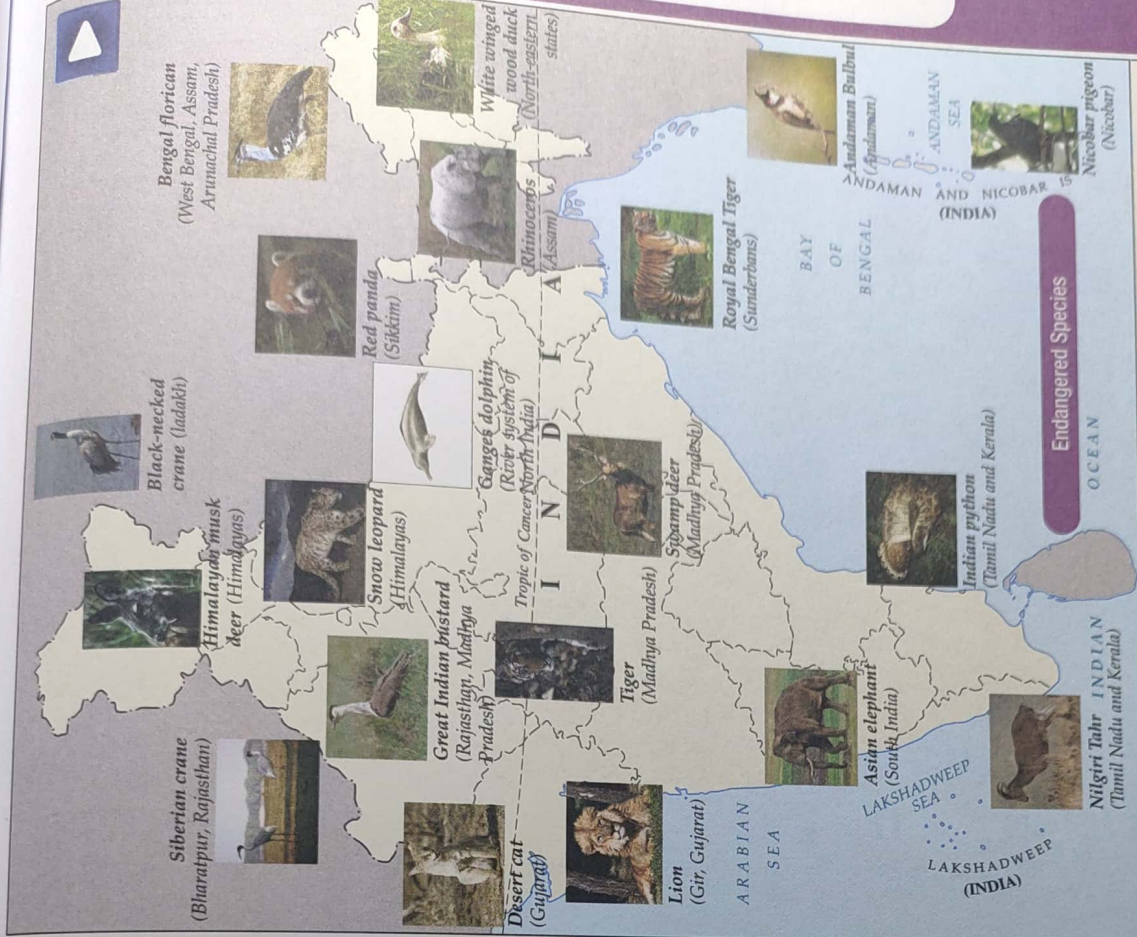 Siberian crane
(Bharatpur, Rajasthan)
Himalayan musk
deer (Himalayas)
Black-necked
crane (ladakh)
Bengal florican
(West Bengal, Assam,
Arunachal Pradesh)
Snow leopard
(Himalayas)
Red panda
(Sikkim)
Great Indian bustard
(Rajasthan, Madhya
Pradesh)
Ganges dolphin
(River system of
North India)
White winged
wood duck
(North-eastern
states)
Desert cat
(Gujarat)
Tropic of Cancer
INDIA
Rhinoceros
(Assam)
Tiger
(Madhya Pradesh)
Swamp deer
(Madhya Pradesh)
Lion
(Gir, Gujarat)
Royal Bengal Tiger
(Sunderbans)
ARABIAN
SEA
BAY
OF
BENGAL
Asian elephant
(South India)
Andaman Bulbul
(Andaman)
LAKSHADWEEP
SEA
ANDAMAN
SEA
ANDAMAN AND NICOBAR IS
(INDIA)
Indian python
(Tamil Nadu and Kerala)
LAKSHADWEEP
(INDIA)
Nilgiri Tahr
(Tamil Nadu and Kerala)
INDIAN OCEAN
Nicobar pigeon
(Nicobar)
Endangered Species